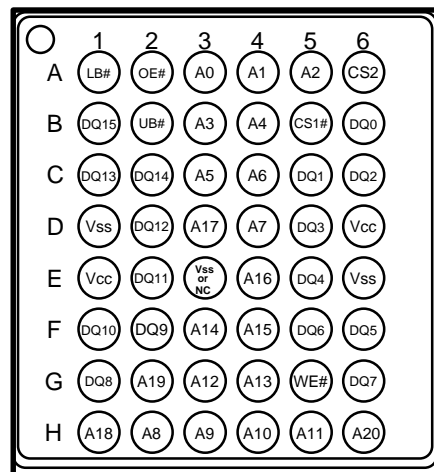 1 2 3 4 5 6
A LB# OE# A0 A1 A2 CS2
B DQ15 UB# A3 A4 CS1# DQ0
C DQ13 DQ14 A5 A6 DQ1 DQ2
D Vss DQ12 A17 A7 DQ3 Vcc
E Vcc DQ11 Vss or NC A16 DQ4 Vss
F DQ10 DQ9 A14 A15 DQ6 DQ5
G DQ8 A19 A12 A13 WE# DQ7
H A18 A8 A9 A10 A11 A20